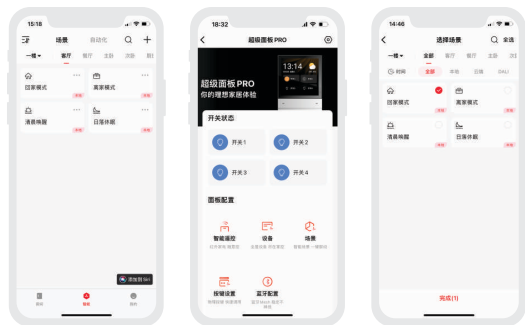 15:18
场景 自动化
一楼 客厅 餐厅 主卧 次卧
回家模式 离家模式
清晨唤醒 日落休眠
添加到 Siri
智能
18:32
超级面板 PRO
13:14
超级面板 PRO
你的理想家居体验
开关状态
开关1 开关2
开关3 开关4
面板配置
智能遥控 设备 场景
按键设置 蓝牙配置
14:46
选择场景 全选
一楼 全部 客厅 餐厅 主卧
时间 全部 本地 云端 DALI
回家模式 离家模式
清晨唤醒 日落休眠
完成(1)